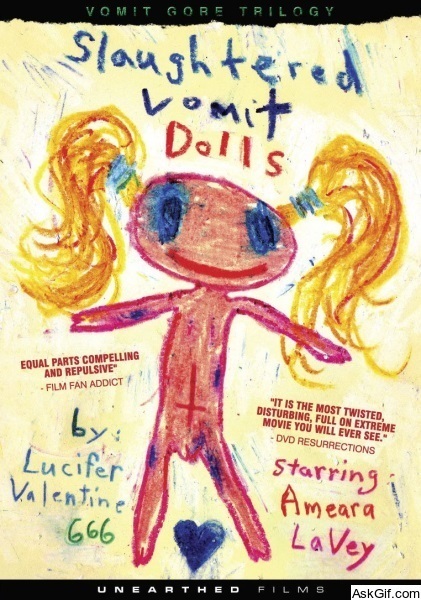 VOMIT GORE TRILOGY
Slaughtered
vomit
Dolls
EQUAL PARTS COMPELLING
AND REPULSIVE"
- FILM FAN ADDICT
"IT IS THE MOST TWISTED,
DISTURBING, FULL ON EXTREME
MOVIE YOU WILL EVER SEE."
- DVD RESURRECTIONS
by:
Lucifer
Valentine
666
Starring:
Ameara
LaVey
UNEARTHED FILMS
AskGif.com